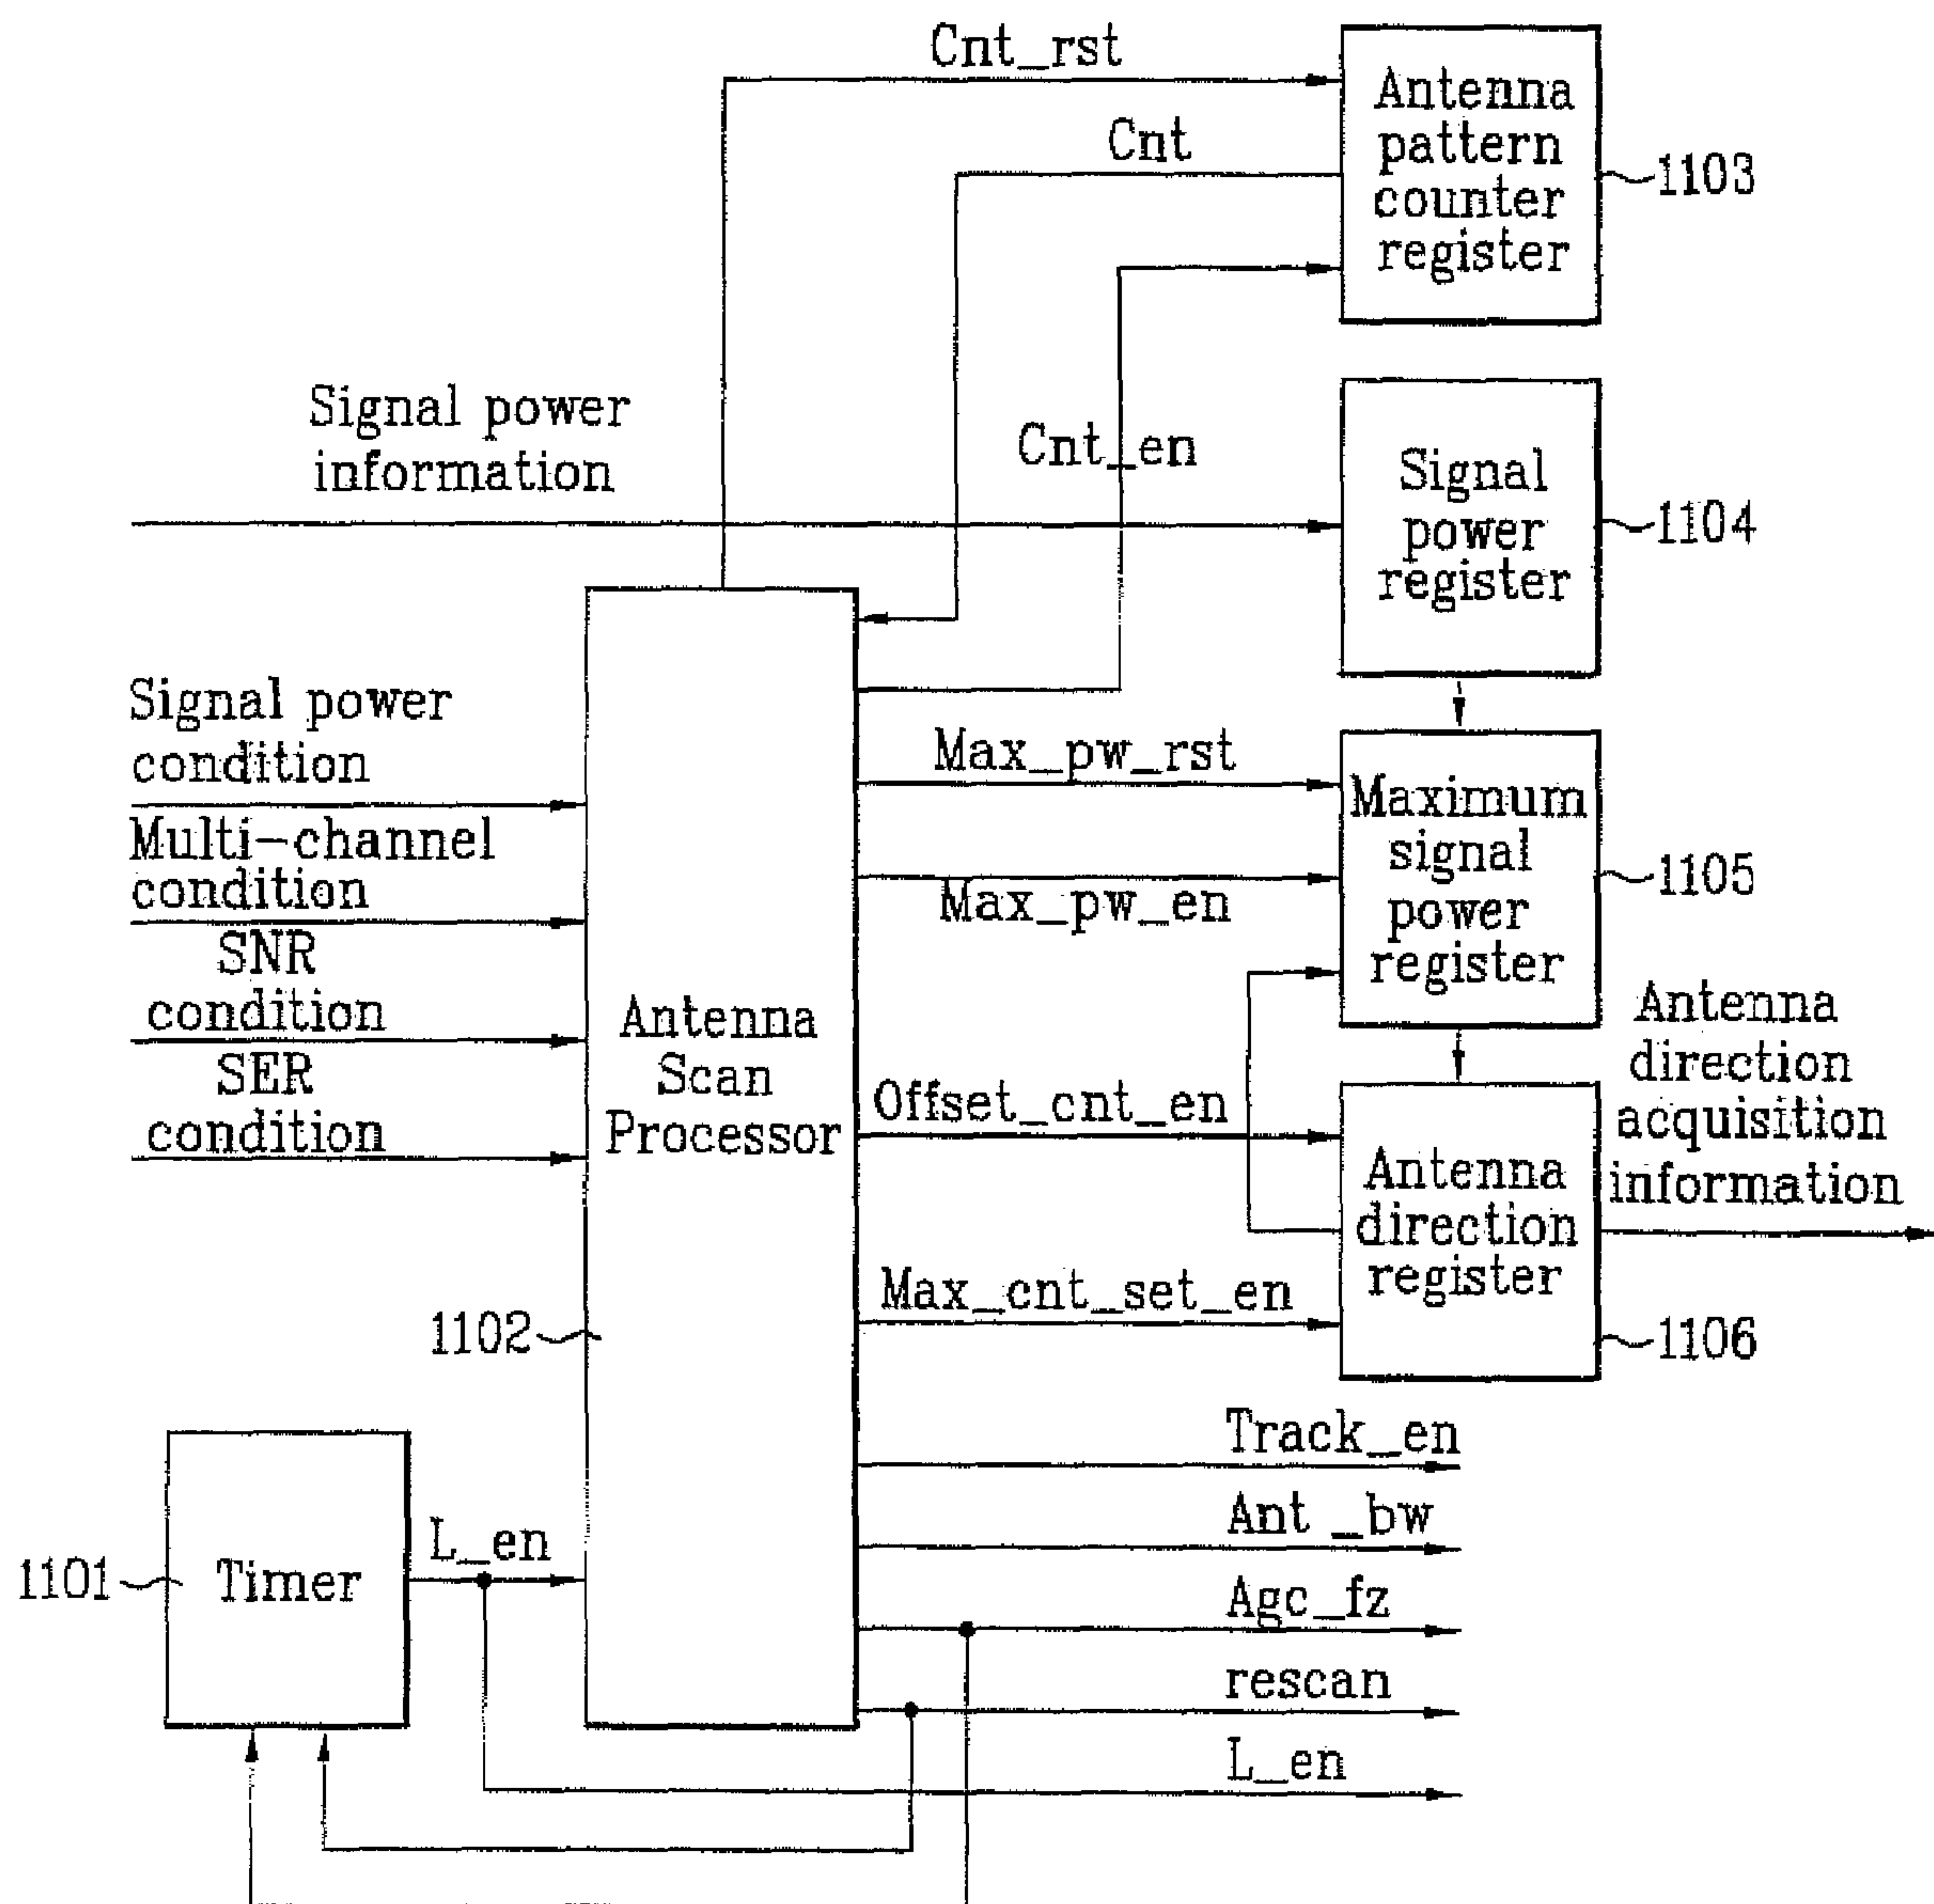 Cnt_rst
Antenna
pattern
counter
register
1103
Cnt
Cnt_en
Signal power
information
Signal
power
register
1104
Signal power
condition
Multi-channel
condition
SNR
condition
SER
condition
Antenna
Scan
Processor
1102
Max_pw_rst
Max_pw_en
Maximum
signal
power
register
1105
Offset_cnt_en
Max_cnt_set_en
Antenna
direction
register
1106
Antenna
direction
acquisition
information
Timer
1101
L_en
Track_en
Ant _bw
Agc_fz
rescan
L_en